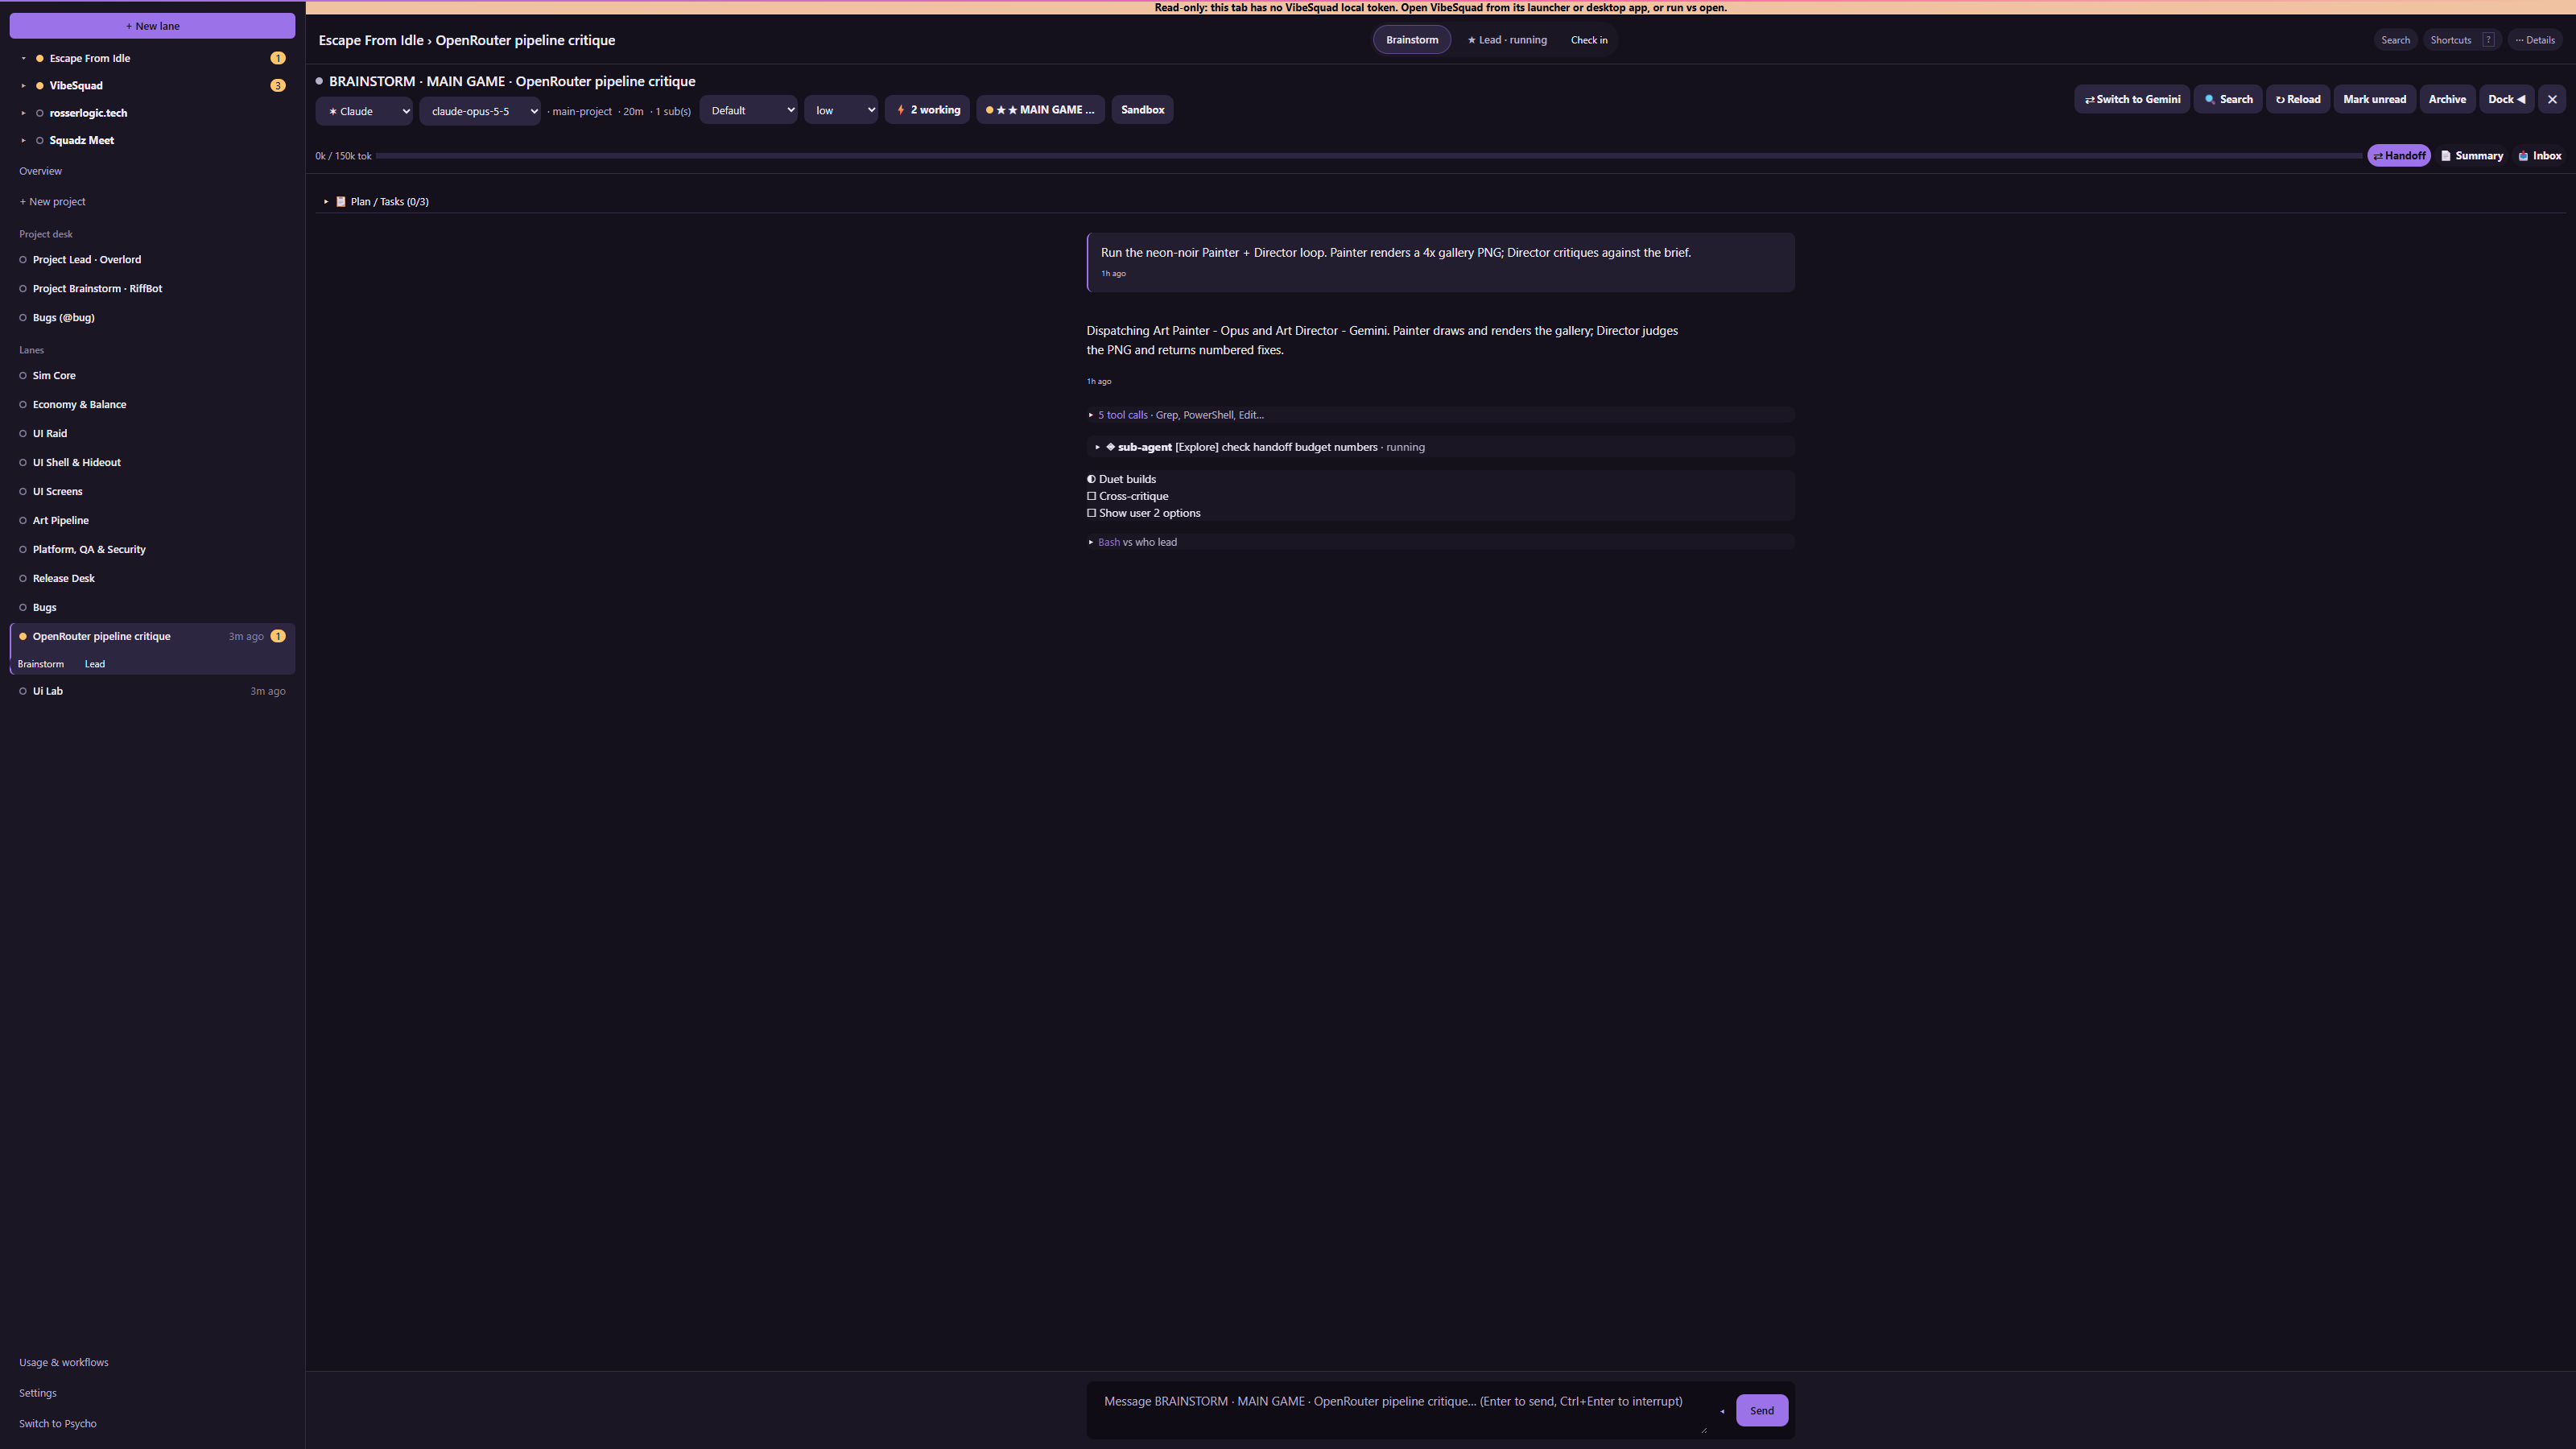 Read-only: this tab has no VibeSquad local token. Open VibeSquad from its launcher or desktop app, or run vs open.
+ New lane
Escape From Idle 1
VibeSquad 3
rosserlogic.tech
Squadz Meet
Overview
+ New project
Project desk
Project Lead · Overlord
Project Brainstorm · RiffBot
Bugs (@bug)
Lanes
Sim Core
Economy & Balance
UI Raid
UI Shell & Hideout
UI Screens
Art Pipeline
Platform, QA & Security
Release Desk
Bugs
OpenRouter pipeline critique 3m ago 1
Brainstorm Lead
Ui Lab 3m ago
Usage & workflows
Settings
Switch to Psycho
Escape From Idle › OpenRouter pipeline critique
Brainstorm ★ Lead · running Check in
Search Shortcuts ? ··· Details
BRAINSTORM · MAIN GAME · OpenRouter pipeline critique
✶ Claude claude-opus-5-5 · main-project · 20m · 1 sub(s) Default low ⚡ 2 working ★ ★ MAIN GAME ... Sandbox
⇄ Switch to Gemini 🔍 Search ↻ Reload Mark unread Archive Dock ◀ ✕
0k / 150k tok
⇄ Handoff 📄 Summary 📥 Inbox
▸ 📋 Plan / Tasks (0/3)
Run the neon-noir Painter + Director loop. Painter renders a 4x gallery PNG; Director critiques against the brief.
1h ago
Dispatching Art Painter - Opus and Art Director - Gemini. Painter draws and renders the gallery; Director judges
the PNG and returns numbered fixes.
1h ago
▸ 5 tool calls · Grep, PowerShell, Edit...
▸ ◆ sub-agent [Explore] check handoff budget numbers · running
◐ Duet builds
☐ Cross-critique
☐ Show user 2 options
▸ Bash vs who lead
Message BRAINSTORM · MAIN GAME · OpenRouter pipeline critique... (Enter to send, Ctrl+Enter to interrupt)
Send